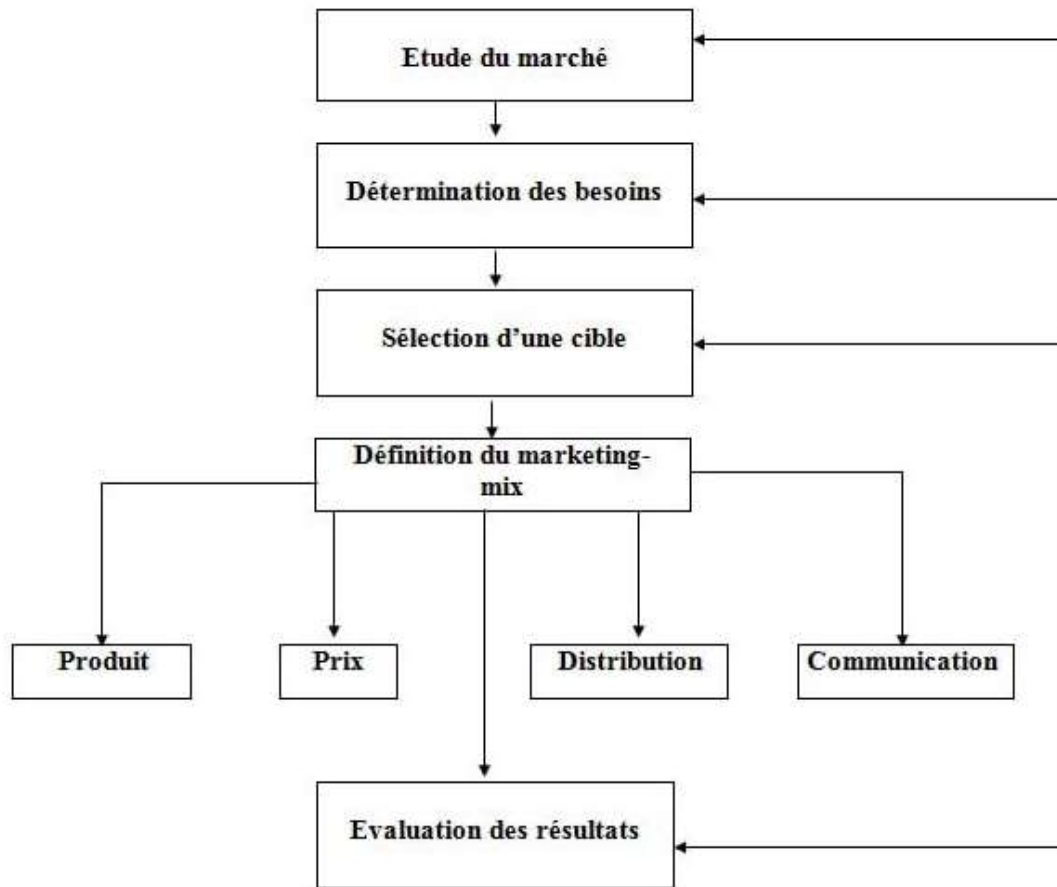 Etude du marché
Détermination des besoins
Sélection d’une cible
Définition du marketing-
mix
Produit
Prix
Distribution
Communication
Evaluation des résultats